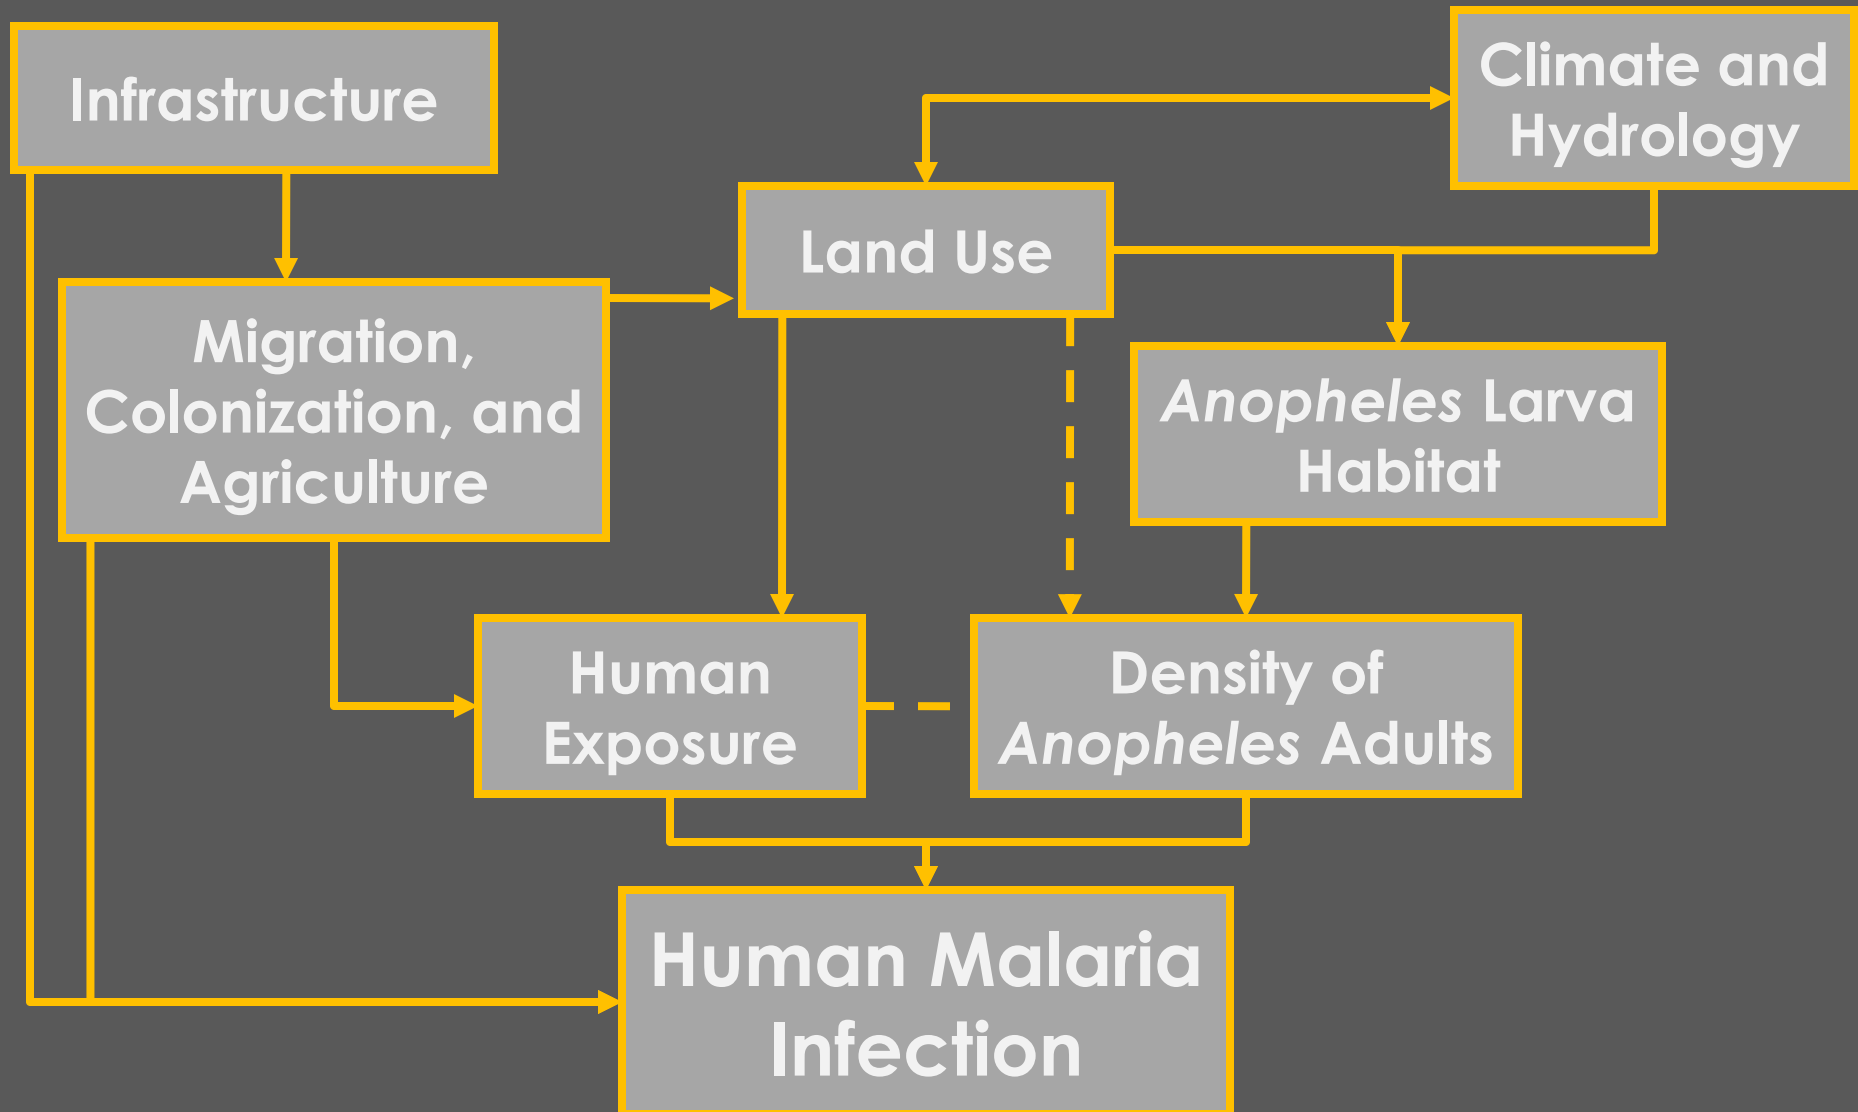 Infrastructure
Climate and
Hydrology
Land Use
Migration,
Colonization, and
Agriculture
Anopheles Larva
Habitat
Human
Exposure
Density of
Anopheles Adults
Human Malaria
Infection